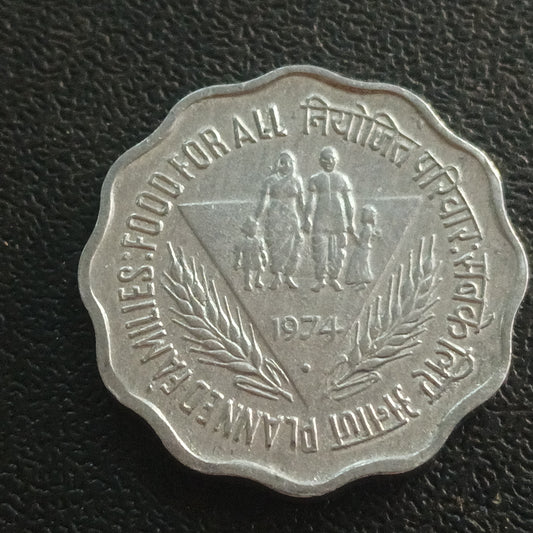 PLANNED FAMILIES: FOOD FOR ALL
नियोजित परिवार: सबके लिए अनाज
1974